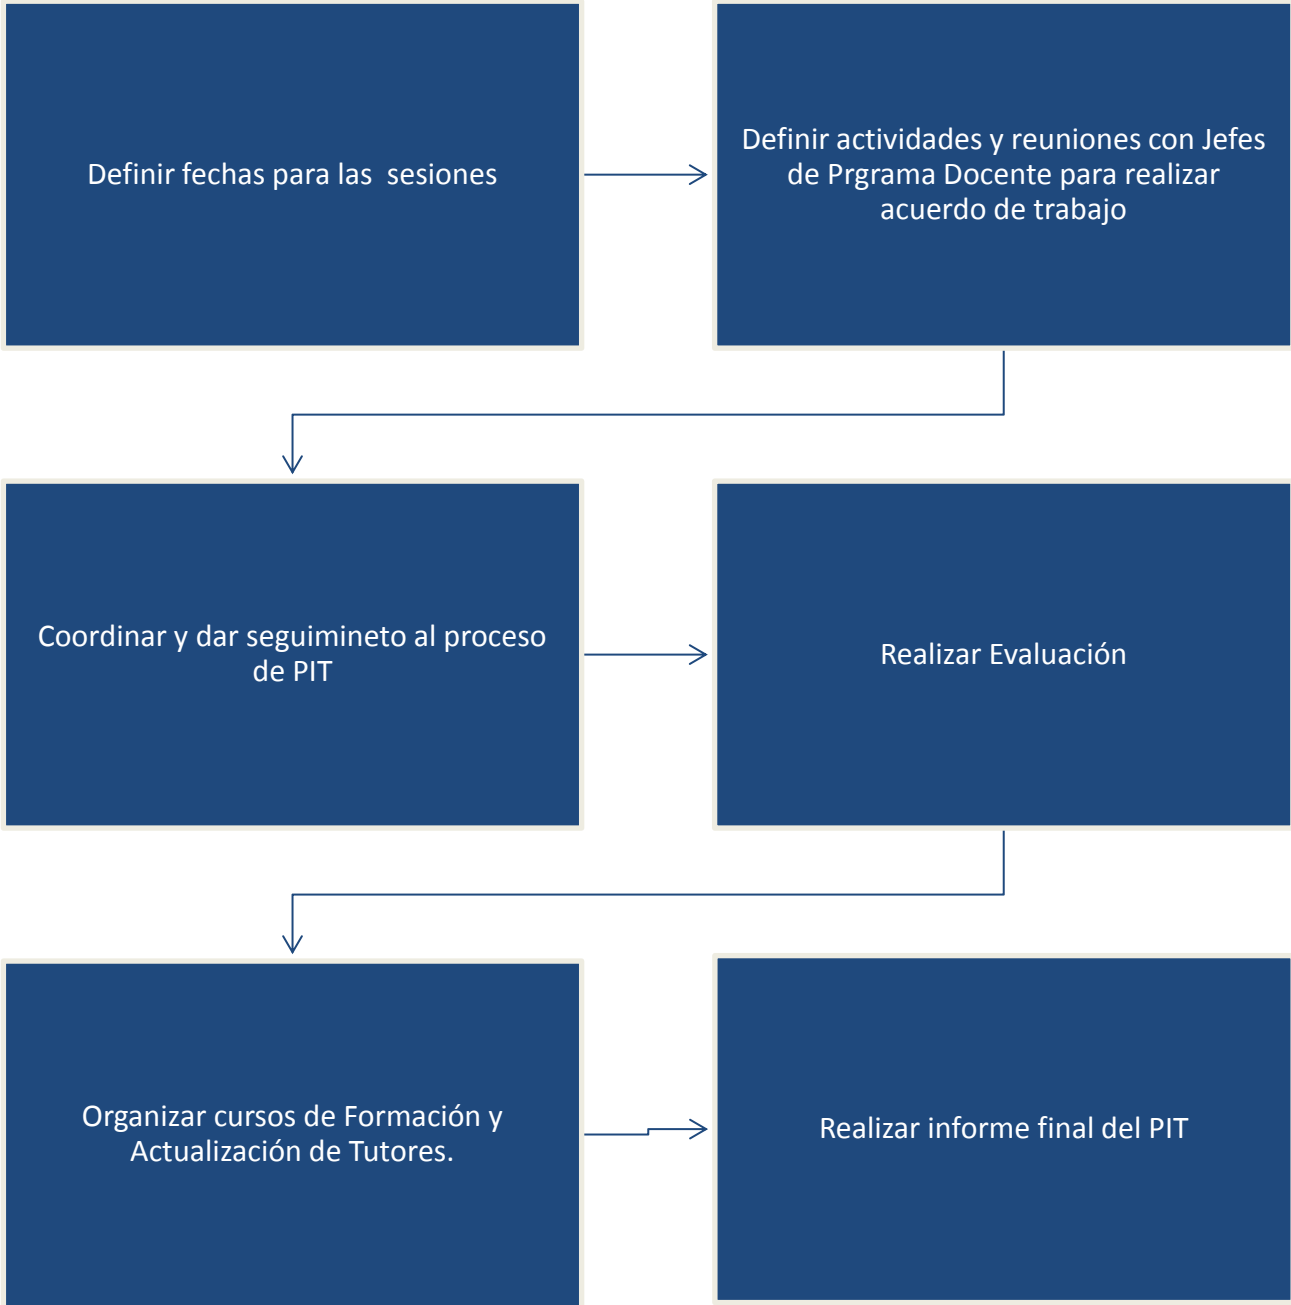 Definir fechas para las  sesiones
Definir actividades y reuniones con Jefes
de Prgrama Docente para realizar
acuerdo de trabajo
Coordinar y dar seguimineto al proceso
de PIT
Realizar Evaluación
Organizar cursos de Formación y
Actualización de Tutores.
Realizar informe final del PIT